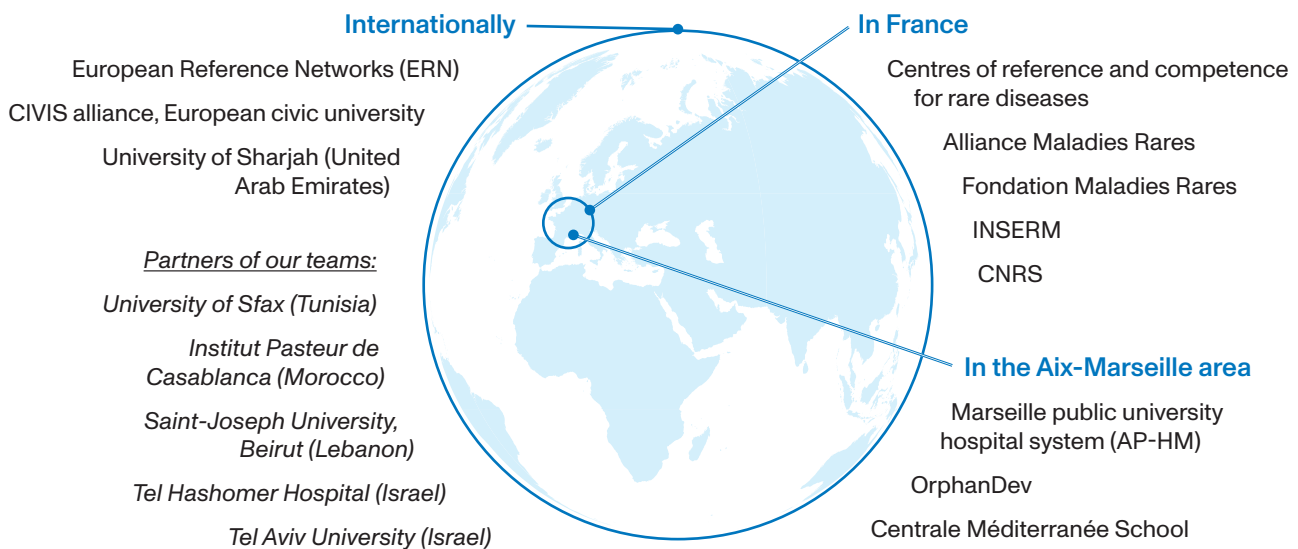 Internationally
European Reference Networks (ERN)
CIVIS alliance, European civic university
University of Sharjah (United
Arab Emirates)
Partners of our teams:
University of Sfax (Tunisia)
Institut Pasteur de
Casablanca (Morocco)
Saint-Joseph University,
Beirut (Lebanon)
Tel Hashomer Hospital (Israel)
Tel Aviv University (Israel)
In France
Centres of reference and competence
for rare diseases
Alliance Maladies Rares
Fondation Maladies Rares
INSERM
CNRS
In the Aix-Marseille area
Marseille public university
hospital system (AP-HM)
OrphanDev
Centrale Méditerranée School